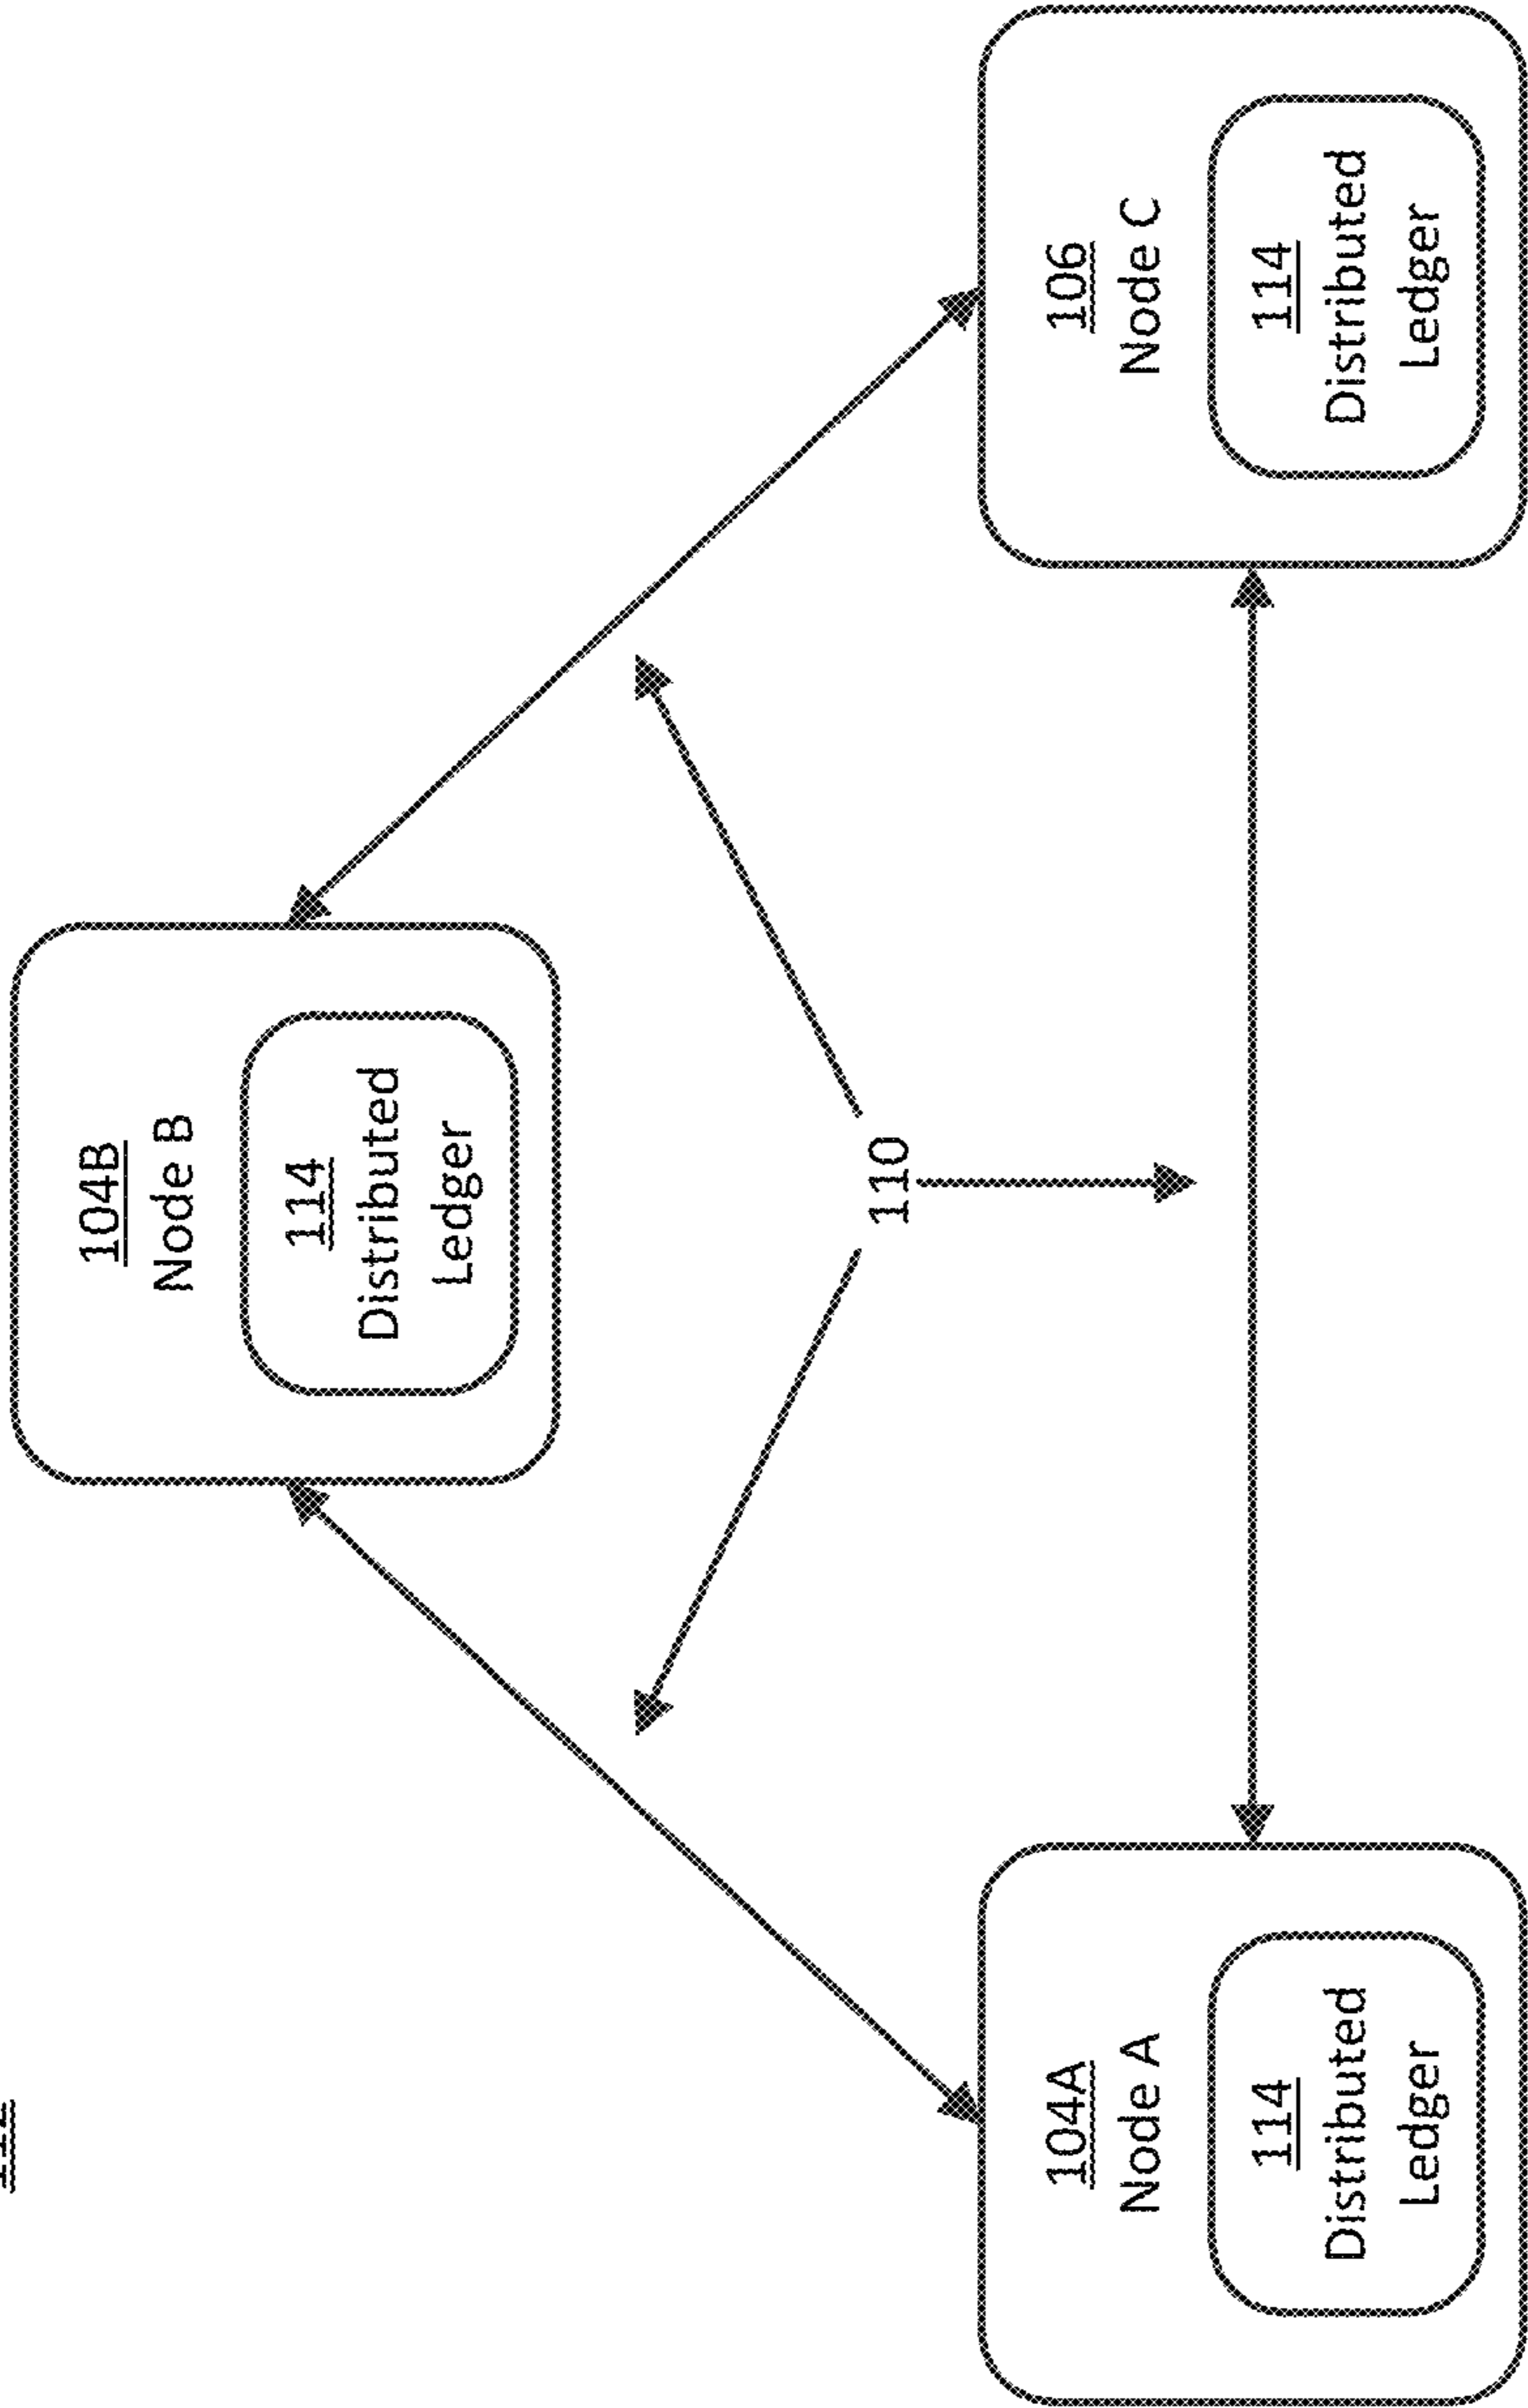 104B
Node B
114
Distributed
Ledger
110
104A
Node A
114
Distributed
Ledger
106
Node C
114
Distributed
Ledger